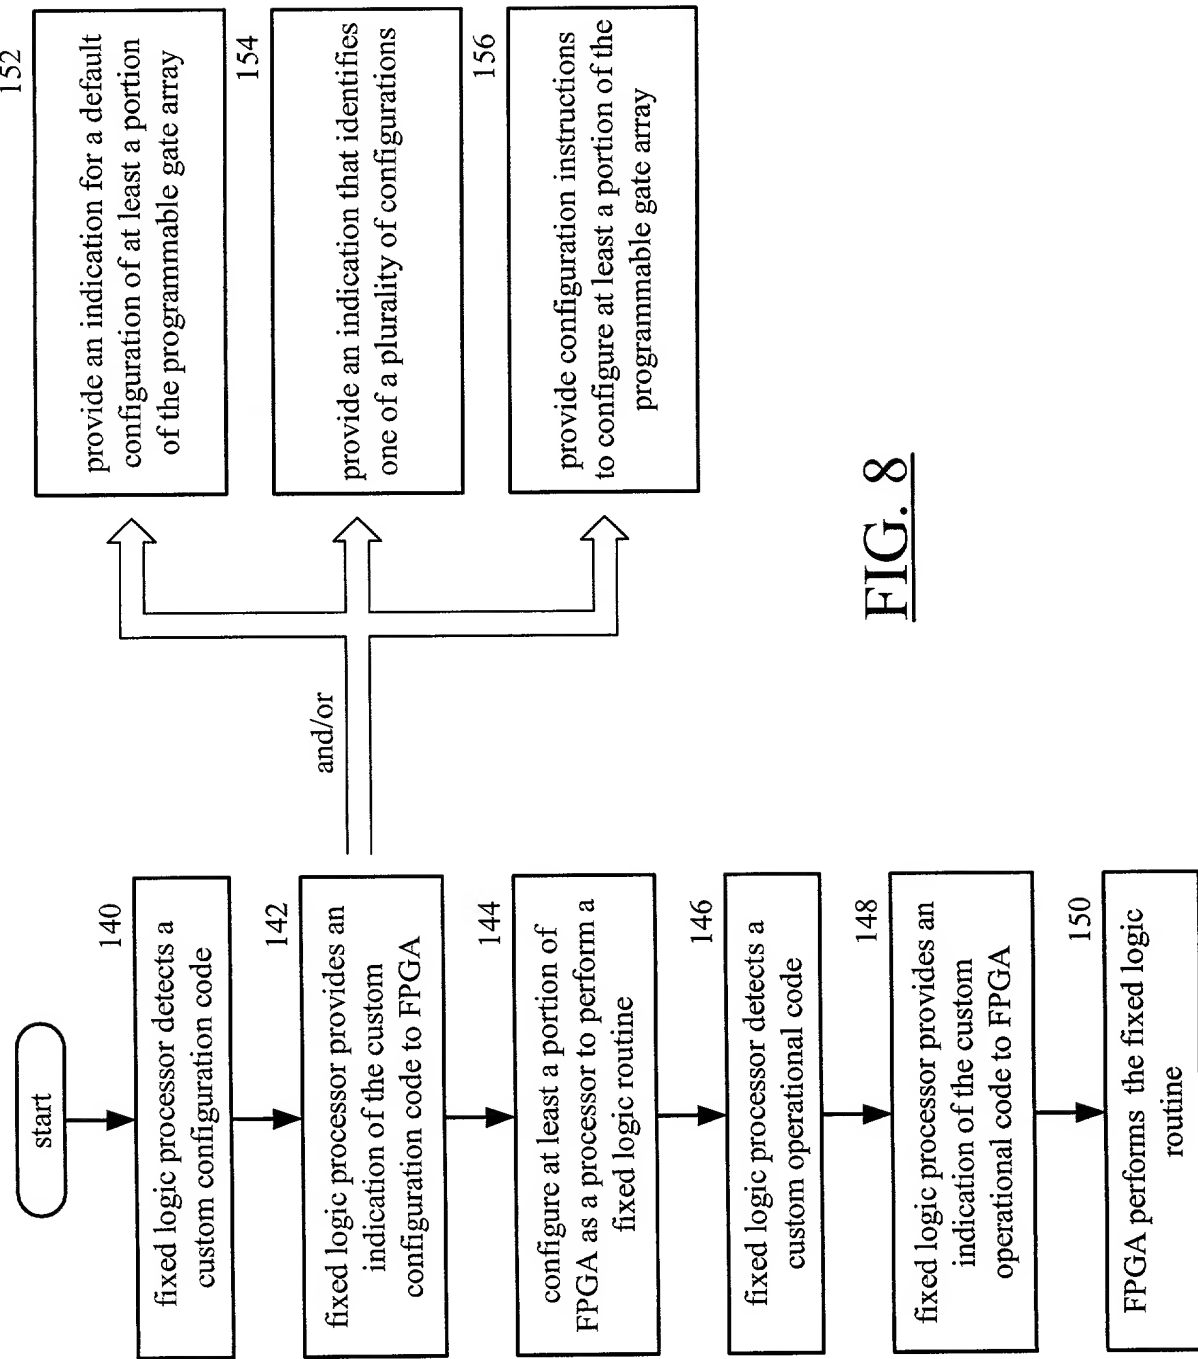 start
140
fixed logic processor detects a
custom configuration code
142
fixed logic processor provides an
indication of the custom
configuration code to FPGA
144
configure at least a portion of
FPGA as a processor to perform a
fixed logic routine
146
fixed logic processor detects a
custom operational code
148
fixed logic processor provides an
indication of the custom
operational code to FPGA
150
FPGA performs the fixed logic
routine
and/or
152
provide an indication for a default
configuration of at least a portion
of the programmable gate array
154
provide an indication that identifies
one of a plurality of configurations
156
provide configuration instructions
to configure at least a portion of the
programmable gate array
FIG. 8